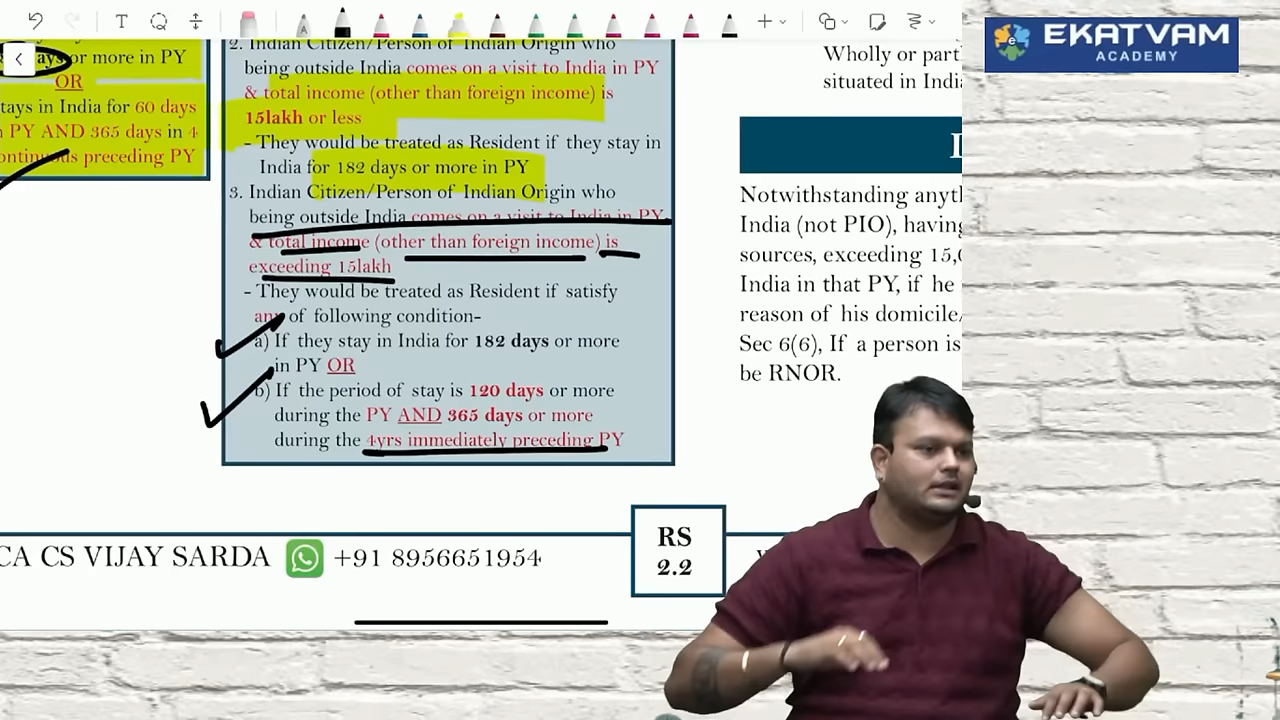 or more in PY
OR
tays in India for 60 days
PY AND 365 days in 4
ontinuous preceding PY
2. Indian Citizen/Person of Indian Origin who
being outside India comes on a visit to India in PY
& total income (other than foreign income) is
15lakh or less
- They would be treated as Resident if they stay in
India for 182 days or more in PY
3. Indian Citizen/Person of Indian Origin who
being outside India comes on a visit to India in PY
& total income (other than foreign income) is
exceeding 15lakh
- They would be treated as Resident if satisfy
any of following condition-
a) If they stay in India for 182 days or more
in PY OR
b) If the period of stay is 120 days or more
during the PY AND 365 days or more
during the 4yrs immediately preceding PY
Wholly or part
situated in India
Notwithstanding anyt
India (not PIO), having
sources, exceeding 15,
India in that PY, if he
reason of his domicile/
Sec 6(6), If a person is
be RNOR.
CA CS VIJAY SARDA +91 8956651954
RS
2.2
EKATVAM
ACADEMY